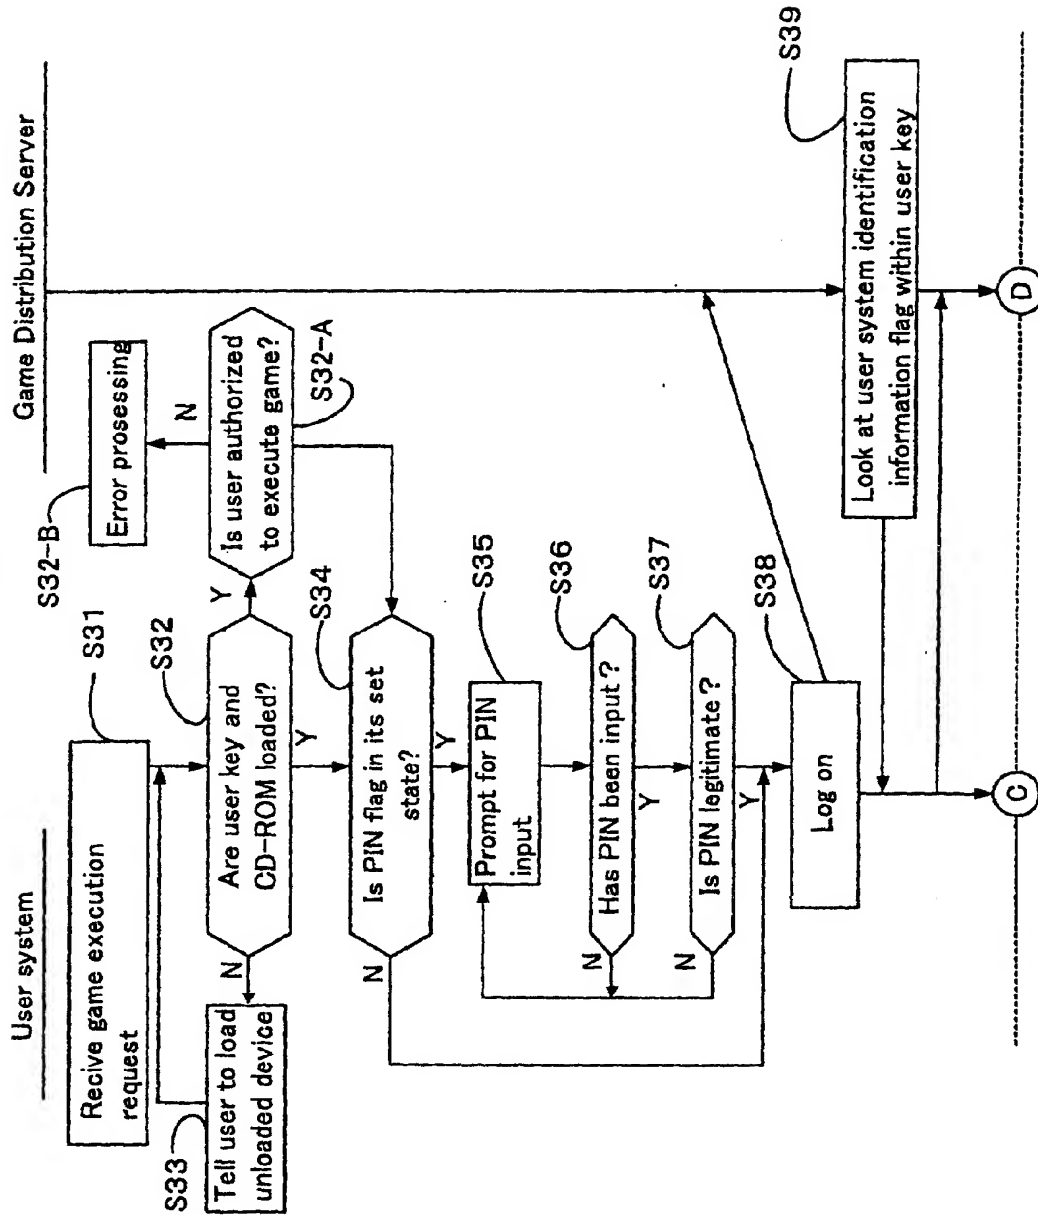 User system
Game Distribution Server
Recive game execution
request
S31
Are user key and
CD-ROM loaded?
S32
Y
N
Y
Tell user to load
unloaded device
S33
Is user authorized
to execute game?
S32-A
N
Error prosessing
S32-B
Is PIN flag in its set
state?
S34
N
Y
Prompt for PIN
input
S35
Has PIN been input?
S36
N
Y
Is PIN legitimate?
S37
N
Y
Log on
S38
Look at user system identification
information flag within user key
S39
C
D